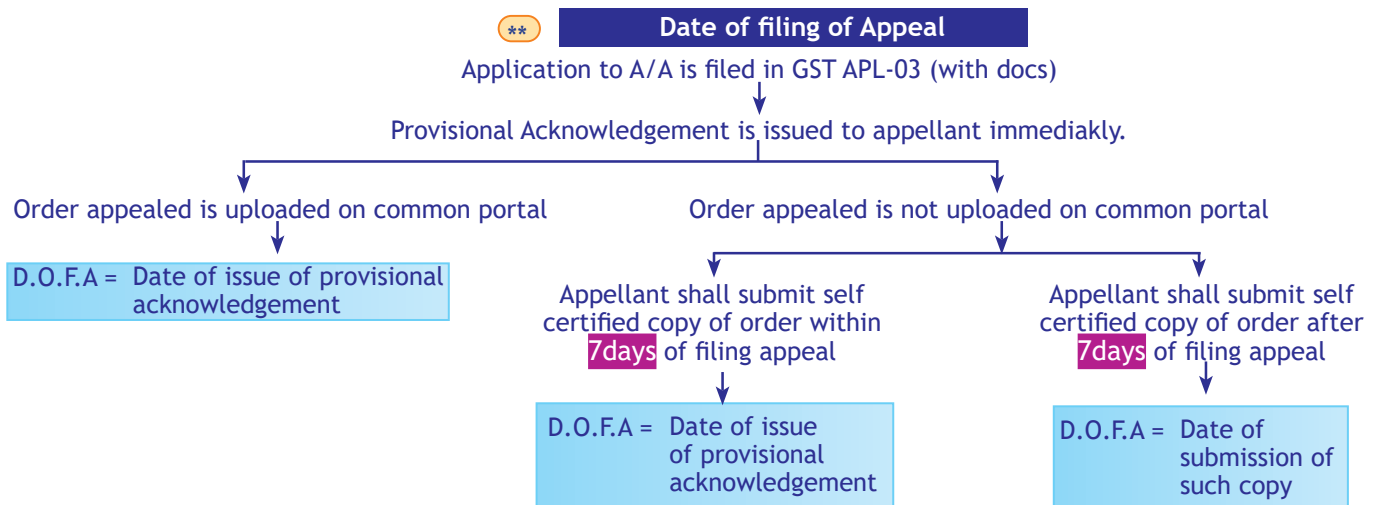 **
Date of filing of Appeal
Application to A/A is filed in GST APL-03 (with docs)
Provisional Acknowledgement is issued to appellant immediakly.
Order appealed is uploaded on common portal
Order appealed is not uploaded on common portal
D.O.F.A = Date of issue of provisional
acknowledgement
Appellant shall submit self
certified copy of order within
7days of filing appeal
Appellant shall submit self
certified copy of order after
7days of filing appeal
D.O.F.A = Date of issue
of provisional
acknowledgement
D.O.F.A = Date of
submission of
such copy